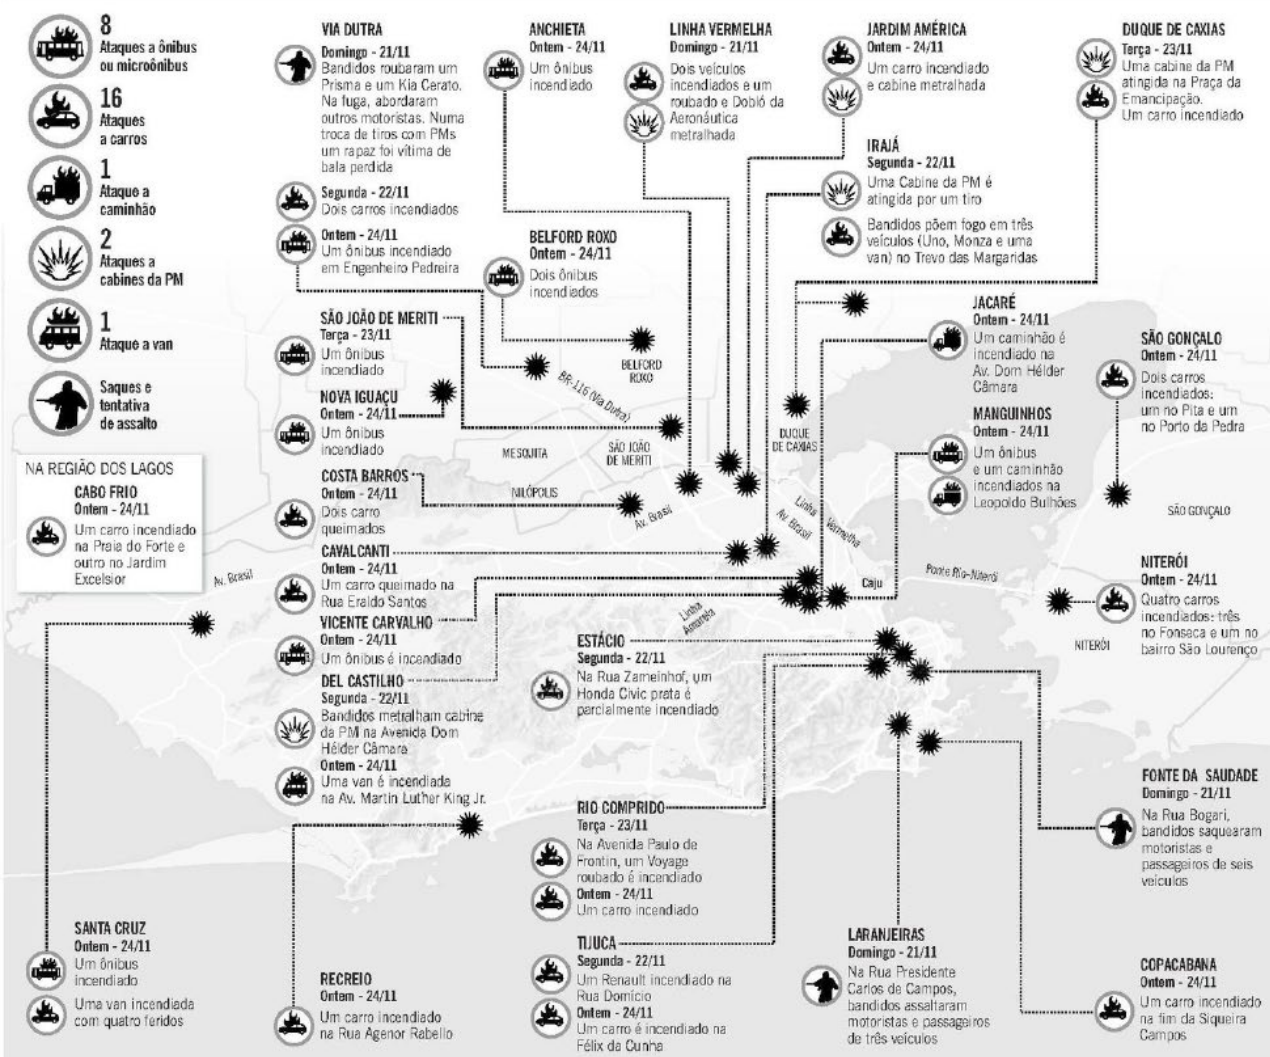 8
Ataques a ônibus
ou microônibus
16
Ataques
a carros
1
Ataque a
caminhão
2
Ataques a
cabines da PM
1
Ataque a van
Saques e
tentativa
de assalto
NA REGIÃO DOS LAGOS
CABO FRIO
Ontem - 24/11
Um carro incendiado
na Praia do Forte e
outro no Jardim
Excelsior
VIA DUTRA
Domingo - 21/11
Bandidos roubaram um
Prisma e um Kia Cerato.
Na fuga, abordaram
outros motoristas. Numa
troca de tiros com PMs
um rapaz foi vítima de
bala perdida
Segunda - 22/11
Dois carros incendiados
Ontem - 24/11
Um ônibus incendiado
em Engenheiro Pedreira
ANCHIETA
Ontem - 24/11
Um ônibus
incendiado
LINHA VERMELHA
Domingo - 21/11
Dois veículos
incendiados e um
roubado e Dobló da
Aeronáutica
metralhada
JARDIM AMÉRICA
Ontem - 24/11
Um carro incendiado
e cabine metralhada
DUQUE DE CAXIAS
Terça - 23/11
Uma cabine da PM
atingida na Praça da
Emancipação.
Um carro incendiado
IRAJÁ
Segunda - 22/11
Uma Cabine da PM é
atingida por um tiro
Bandidos põem fogo em três
veículos (Uno, Monza e uma
van) no Trevo das Margaridas
BELFORD ROXO
Ontem - 24/11
Dois ônibus
incendiados
SÃO JOÃO DE MERITI
Terça - 23/11
Um ônibus
incendiado
NOVA IGUAÇU
Ontem - 24/11
Um ônibus
incendiado
COSTA BARROS
Ontem - 24/11
Dois carro
queimados
CAVALCANTI
Ontem - 24/11
Um carro queimado na
Rua Eraldo Santos
VICENTE CARVALHO
Ontem - 24/11
Um ônibus é incendiado
DEL CASTILHO
Segunda - 22/11
Bandidos metralham cabine
da PM na Avenida Dom
Hélder Câmara
Ontem - 24/11
Uma van é incendiada
na Av. Martin Luther King Jr.
JACARÉ
Ontem - 24/11
Um caminhão é
incendiado na
Av. Dom Hélder
Câmara
SÃO GONÇALO
Ontem - 24/11
Dois carros
incendiados:
um no Pita e um
no Porto da Pedra
MANGUINHOS
Ontem - 24/11
Um ônibus
e um caminhão
incendiados na
Leopoldo Bulhões
NITERÓI
Ontem - 24/11
Quatro carros
incendiados: três
no Fonseca e um no
bairro São Lourenço
ESTÁCIO
Segunda - 22/11
Na Rua Zameinhof, um
Honda Civic prata é
parcialmente incendiado
RIO COMPRIDO
Terça - 23/11
Na Avenida Paulo de
Frontin, um Voyage
roubado é incendiado
Ontem - 24/11
Um carro incendiado
TIJUCA
Segunda - 22/11
Um Renault incendiado na
Rua Domício
Ontem - 24/11
Um carro é incendiado na
Félix da Cunha
FONTE DA SAUDADE
Domingo - 21/11
Na Rua Bogari,
bandidos saquearam
motoristas e
passageiros de seis
veículos
LARANJEIRAS
Domingo - 21/11
Na Rua Presidente
Carlos de Campos,
bandidos assaltaram
motoristas e passageiros
de três veículos
COPACABANA
Ontem - 24/11
Um carro incendiado
na fim da Siqueira
Campos
SANTA CRUZ
Ontem - 24/11
Um ônibus
incendiado
Uma van incendiada
com quatro feridos
RECREIO
Ontem - 24/11
Um carro incendiado
na Rua Agenor Rabello
BELFORD
ROXO
BR-116 (Via Dutra)
MESQUITA
SÃO JOÃO
DE MERITI
DUQUE
DE CAXIAS
NILÓPOLIS
Av. Brasil
Linha Vermelha
Av. Brasil
SÃO GONÇALO
Av. Brasil
Caju
Ponte Rio-Niterói
Linha
Amarela
NITERÓI